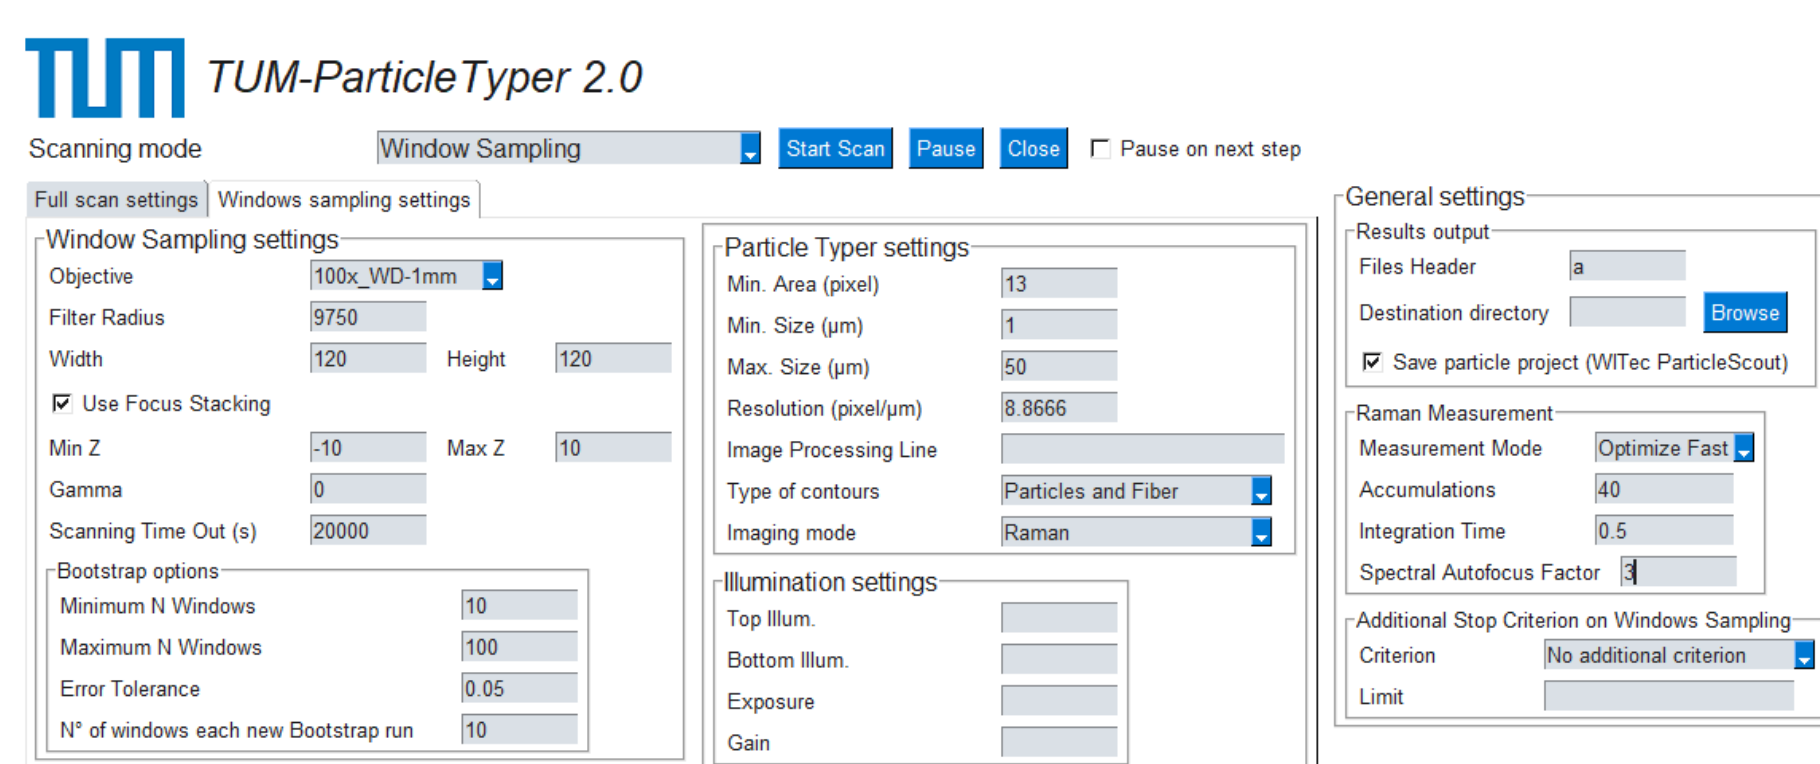 TUM TUM-ParticleTyper 2.0
Scanning mode Window Sampling Start Scan Pause Close Pause on next step
Full scan settings Windows sampling settings
Window Sampling settings
Objective 100x_WD-1mm
Filter Radius 9750
Width 120 Height 120
Use Focus Stacking
Min Z -10 Max Z 10
Gamma 0
Scanning Time Out (s) 20000
Bootstrap options
Minimum N Windows 10
Maximum N Windows 100
Error Tolerance 0.05
N° of windows each new Bootstrap run 10
Particle Typer settings
Min. Area (pixel) 13
Min. Size (µm) 1
Max. Size (µm) 50
Resolution (pixel/µm) 8.8666
Image Processing Line
Type of contours Particles and Fiber
Imaging mode Raman
Illumination settings
Top Illum.
Bottom Illum.
Exposure
Gain
General settings
Results output
Files Header a
Destination directory Browse
Save particle project (WITec ParticleScout)
Raman Measurement
Measurement Mode Optimize Fast
Accumulations 40
Integration Time 0.5
Spectral Autofocus Factor 3
Additional Stop Criterion on Windows Sampling
Criterion No additional criterion
Limit